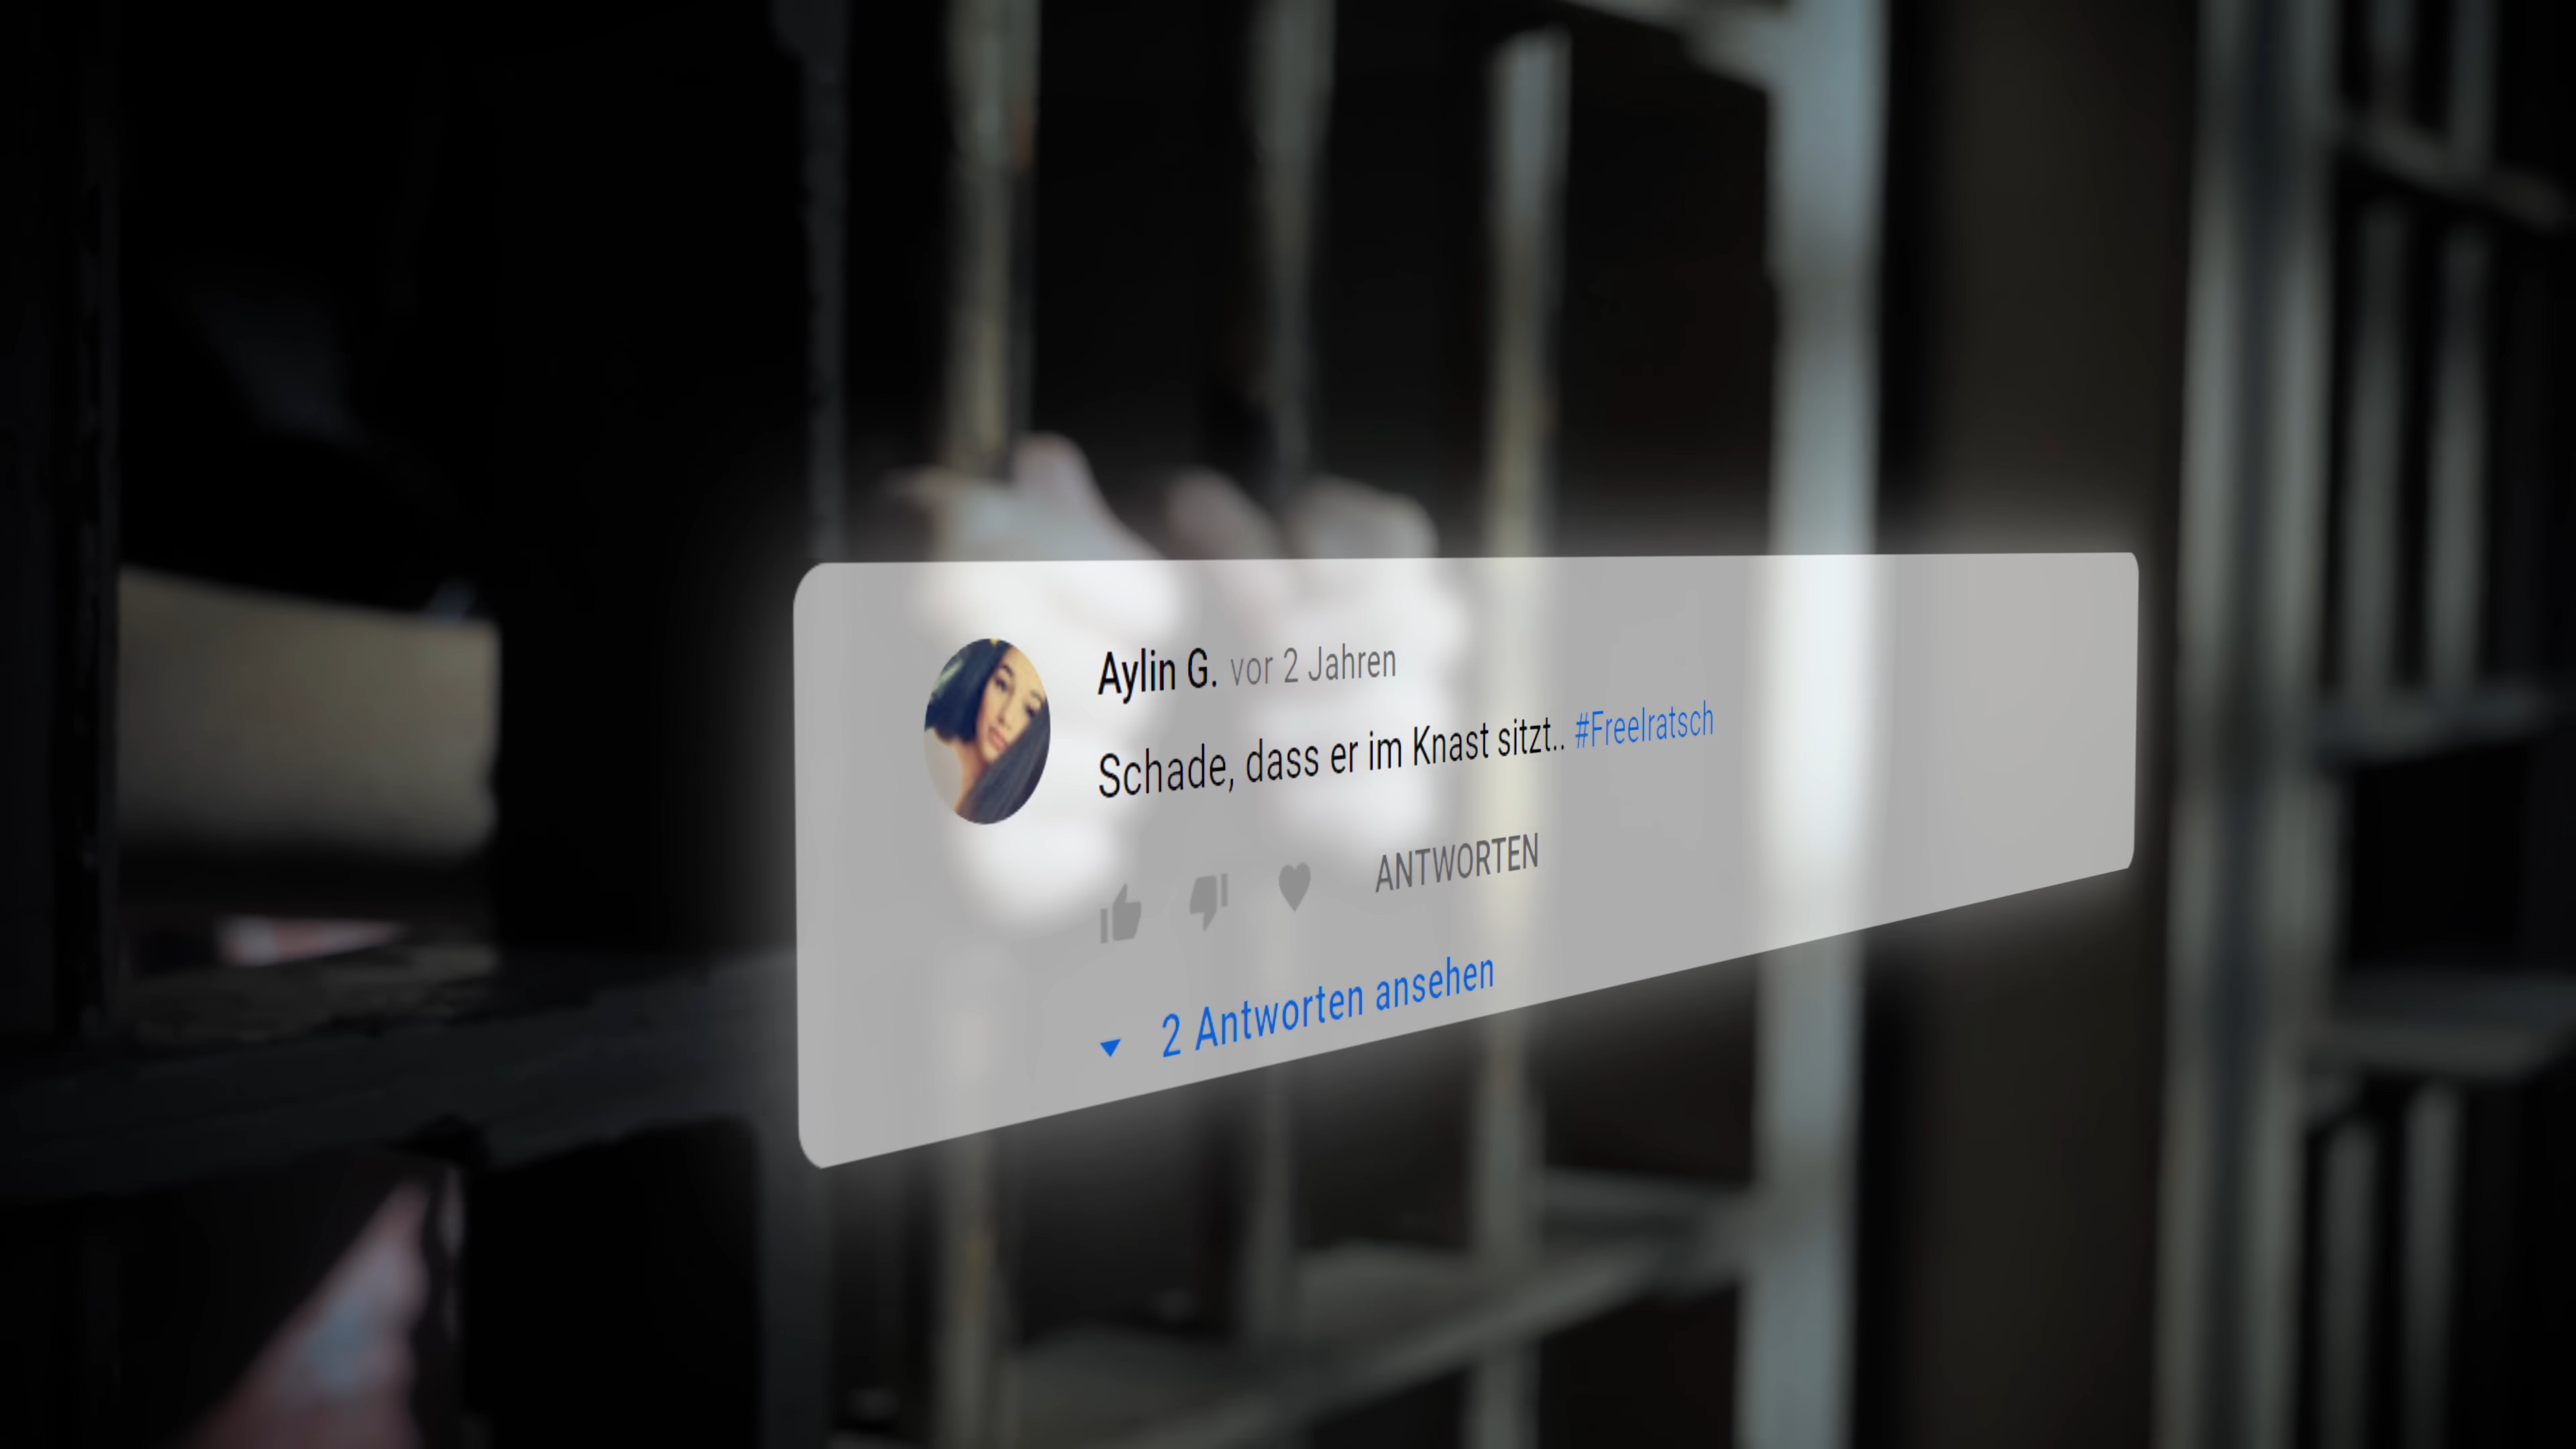 Aylin G. vor 2 Jahren
Schade, dass er im Knast sitzt.. #FreeIratsch
ANTWORTEN
2 Antworten ansehen